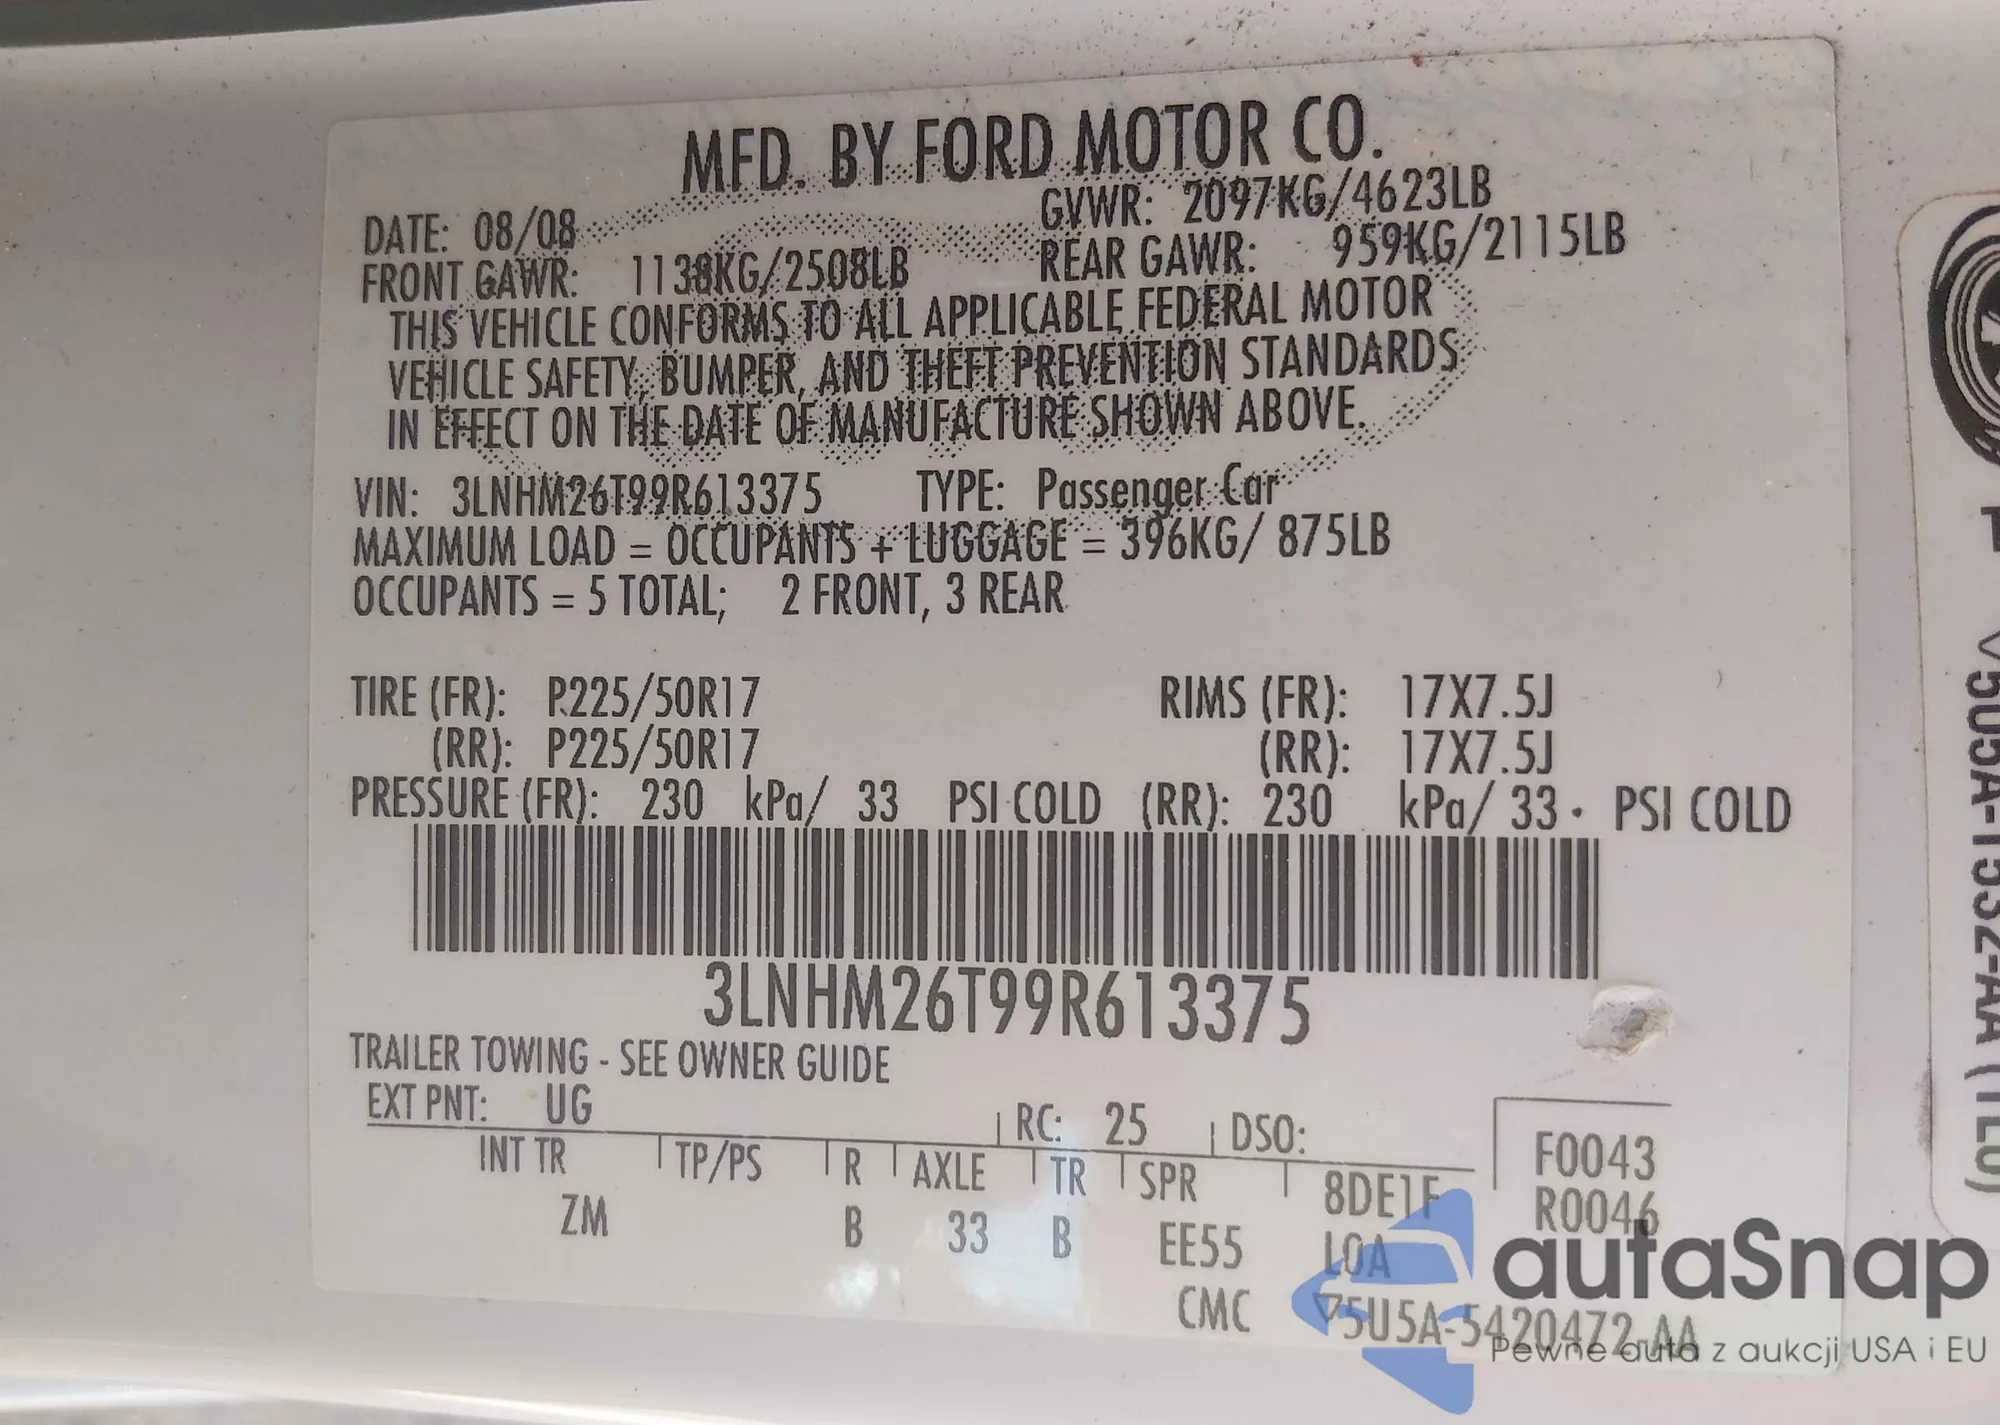 MFD. BY FORD MOTOR CO.
DATE: 08/08 GVWR: 2097KG/4623LB
FRONT GAWR: 1138KG/2508LB REAR GAWR: 959KG/2115LB
THIS VEHICLE CONFORMS TO ALL APPLICABLE FEDERAL MOTOR
VEHICLE SAFETY, BUMPER, AND THEFT PREVENTION STANDARDS
IN EFFECT ON THE DATE OF MANUFACTURE SHOWN ABOVE.
VIN: 3LNHM26T99R613375 TYPE: Passenger Car
MAXIMUM LOAD = OCCUPANTS + LUGGAGE = 396KG/ 875LB
OCCUPANTS = 5 TOTAL; 2 FRONT, 3 REAR
TIRE (FR): P225/50R17 RIMS (FR): 17X7.5J
(RR): P225/50R17 (RR): 17X7.5J
PRESSURE (FR): 230 kPa/ 33 PSI COLD (RR): 230 kPa/ 33 PSI COLD
3LNHM26T99R613375
TRAILER TOWING - SEE OWNER GUIDE
EXT PNT: UG RC: 25 DSO: F0043
INT TR TP/PS R AXLE TR SPR 8DE1F R0046
ZM B 33 B EE55 L0A
CMC 5U5A-5420472-AA
autaSnap
Pewne auta z aukcji USA i EU